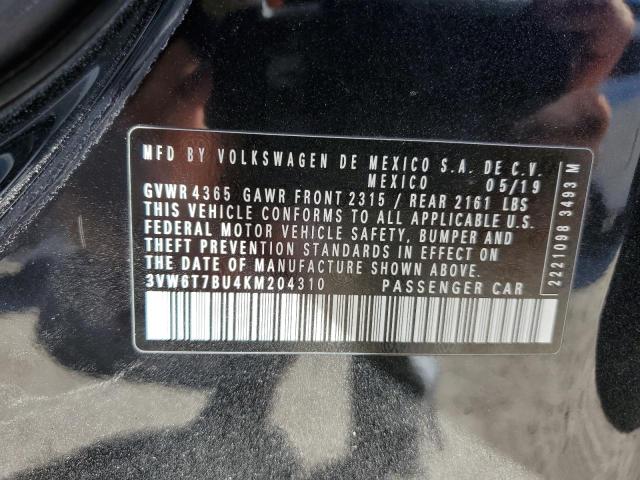 MFD BY VOLKSWAGEN DE MEXICO S.A. DE C.V.
MEXICO 05/19
GVWR 4365 GAWR FRONT 2315 / REAR 2161 LBS
THIS VEHICLE CONFORMS TO ALL APPLICABLE U.S.
FEDERAL MOTOR VEHICLE SAFETY, BUMPER AND
THEFT PREVENTION STANDARDS IN EFFECT ON
THE DATE OF MANUFACTURE SHOWN ABOVE.
3VW6T7BU4KM204310 PASSENGER CAR
2221098 3493 M